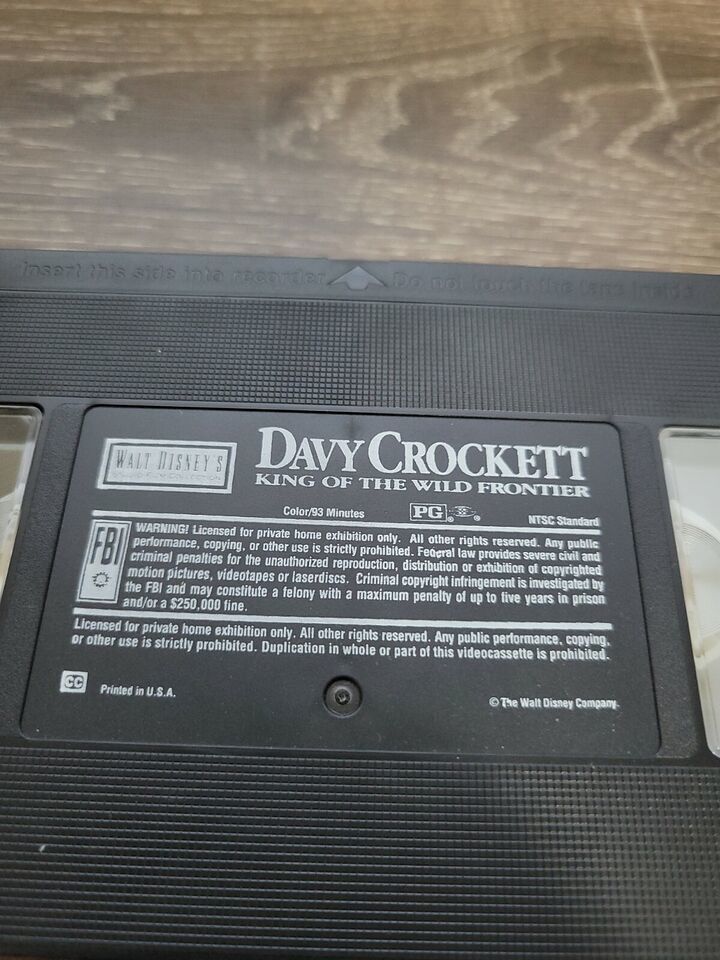 Insert this side into recorder Do not touch the tape inside
WALT DISNEY'S
DAVY CROCKETT
KING OF THE WILD FRONTIER
Color/93 Minutes PG NTSC Standard
FBI
WARNING! Licensed for private home exhibition only. All other rights reserved. Any public
performance, copying, or other use is strictly prohibited. Federal law provides severe civil and
criminal penalties for the unauthorized reproduction, distribution or exhibition of copyrighted
motion pictures, videotapes or laserdiscs. Criminal copyright infringement is investigated by
the FBI and may constitute a felony with a maximum penalty of up to five years in prison
and/or a $250,000 fine.
Licensed for private home exhibition only. All other rights reserved. Any public performance, copying,
or other use is strictly prohibited. Duplication in whole or part of this videocassette is prohibited.
CC Printed in U.S.A. © The Walt Disney Company.